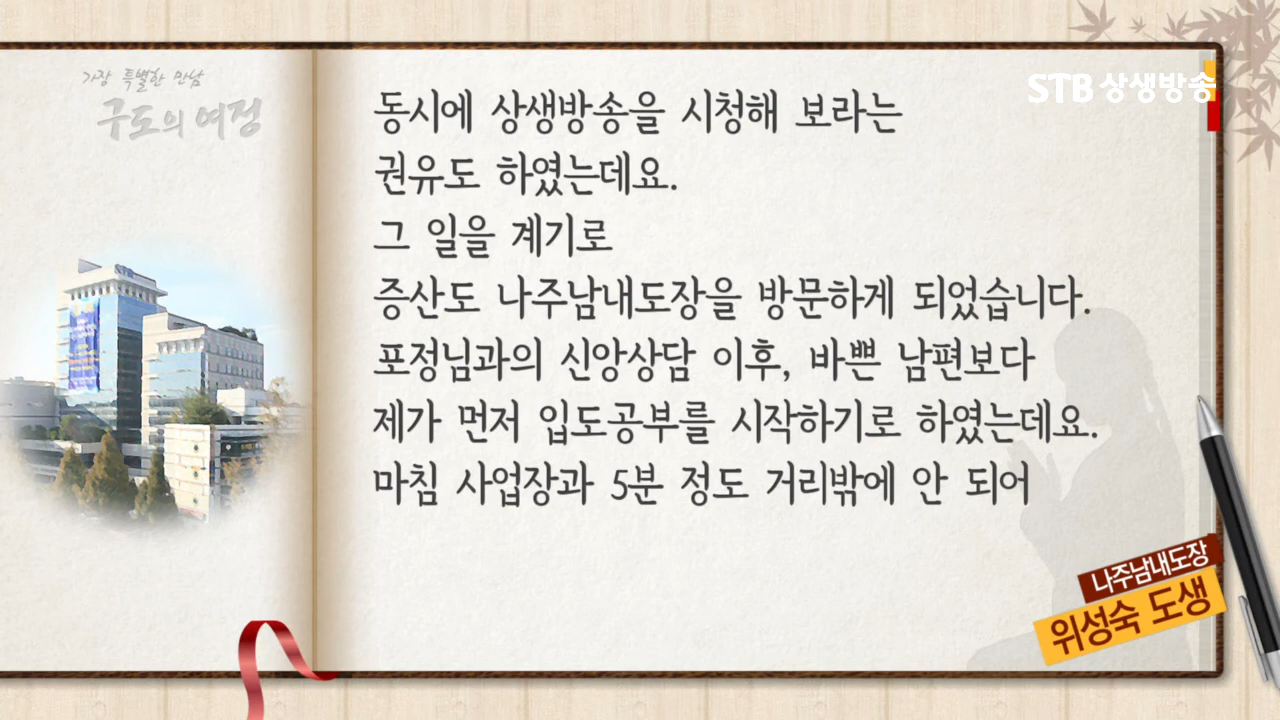 가장 특별한 만남
구도의 여정
STB 상생방송
STB
동시에 상생방송을 시청해 보라는
권유도 하였는데요.
그 일을 계기로
증산도 나주남내도장을 방문하게 되었습니다.
포정님과의 신앙상담 이후, 바쁜 남편보다
제가 먼저 입도공부를 시작하기로 하였는데요.
마침 사업장과 5분 정도 거리밖에 안 되어
나주남내도장
위성숙 도생